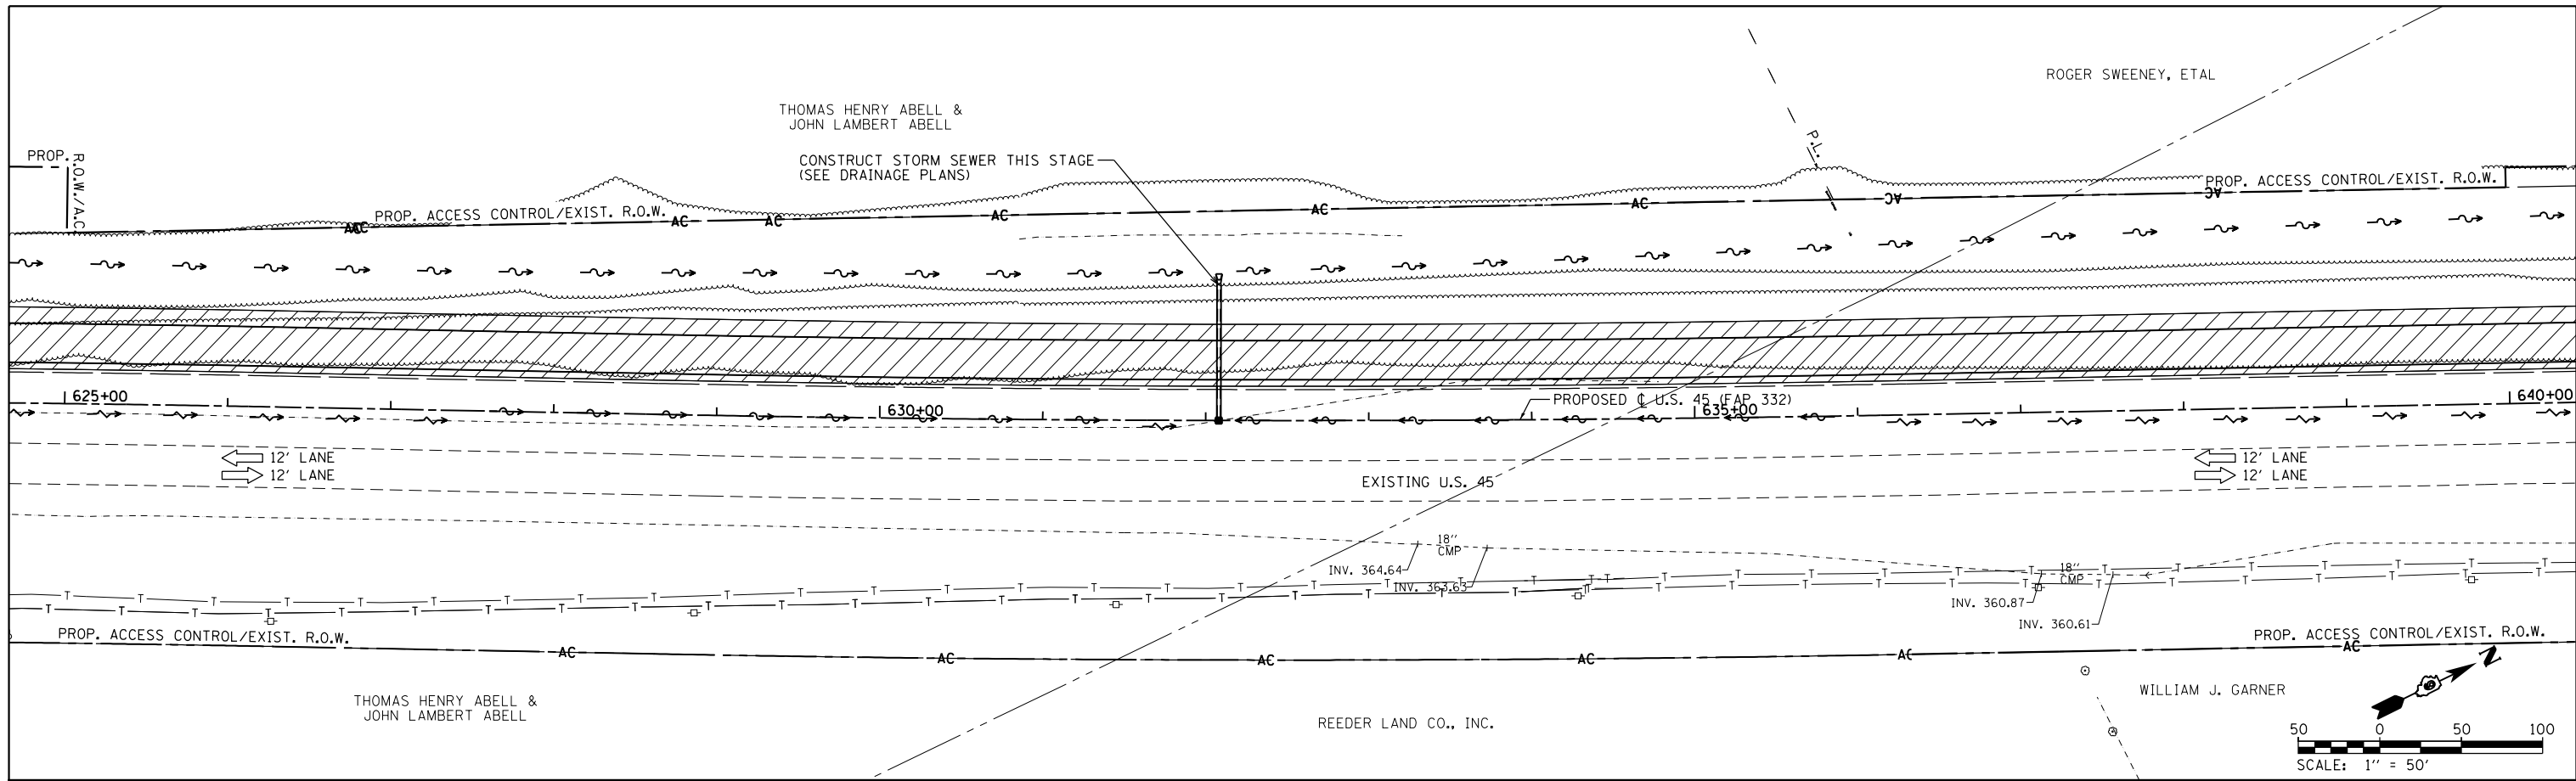 ROGER SWEENEY, ETAL
THOMAS HENRY ABELL &
JOHN LAMBERT ABELL
P.L.
PROP.
R.O.W./A.C.
CONSTRUCT STORM SEWER THIS STAGE
(SEE DRAINAGE PLANS)
PROP. ACCESS CONTROL/EXIST. R.O.W.
PROP. ACCESS CONTROL/EXIST. R.O.W.
AC
AC
AC
AC
AC
AC
AC
AC
AC
625+00
630+00
PROPOSED ℄ U.S. 45 (FAP 332)
635+00
640+00
12' LANE
12' LANE
12' LANE
12' LANE
EXISTING U.S. 45
18"
CMP
INV. 364.64
INV. 363.63
18"
CMP
INV. 360.87
INV. 360.61
PROP. ACCESS CONTROL/EXIST. R.O.W.
PROP. ACCESS CONTROL/EXIST. R.O.W.
AC
AC
AC
AC
AC
AC
THOMAS HENRY ABELL &
JOHN LAMBERT ABELL
REEDER LAND CO., INC.
WILLIAM J. GARNER
N
50 0 50 100
SCALE: 1" = 50'